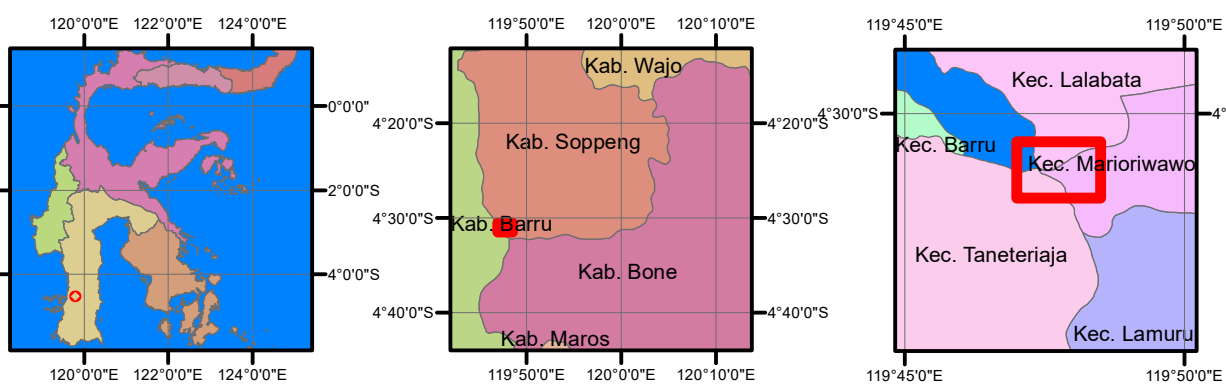 120°0'0"E 122°0'0"E 124°0'0"E
0°0'0"
2°0'0"S
4°0'0"S
120°0'0"E 122°0'0"E 124°0'0"E
119°50'0"E 120°0'0"E 120°10'0"E
Kab. Wajo
4°20'0"S 4°20'0"S
Kab. Soppeng
4°30'0"S 4°30'0"S
Kab. Barru
Kab. Bone
4°40'0"S 4°40'0"S
Kab. Maros
119°50'0"E 120°0'0"E 120°10'0"E
119°45'0"E 119°50'0"E
Kec. Lalabata
4°30'0"S 4°
Kec. Barru
Kec. Marioriwawo
Kec. Taneteriaja
Kec. Lamuru
119°45'0"E 119°50'0"E